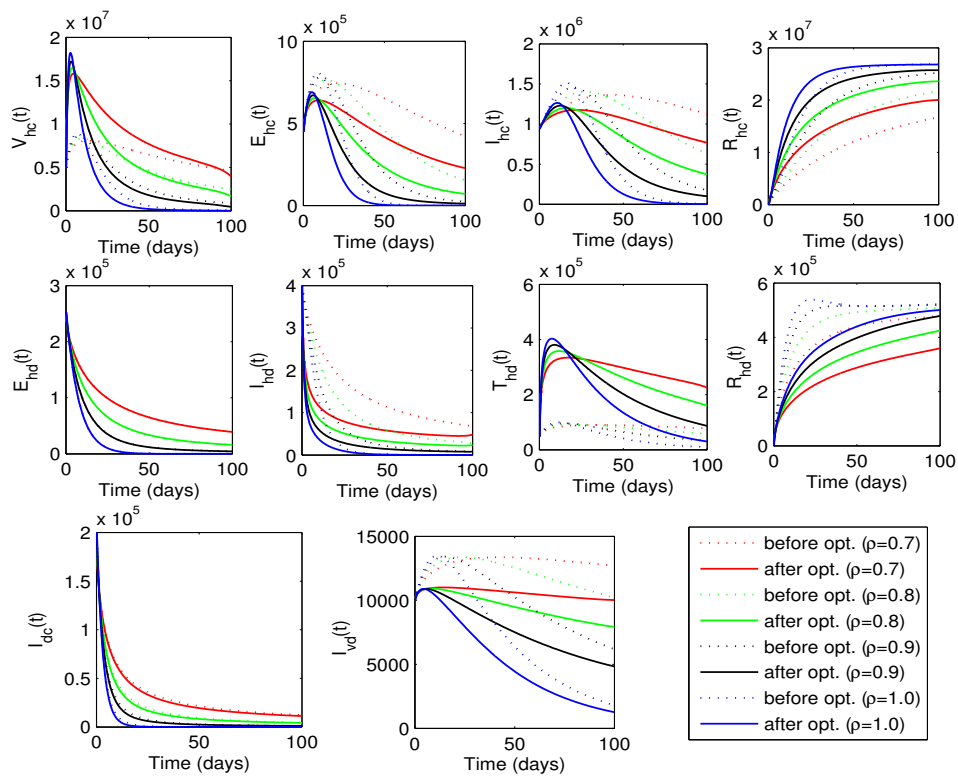 x 10^7
2
1.5
1
0.5
0
V_hc(t)
0 50 100
Time (days)
x 10^5
10
5
0
E_hc(t)
0 50 100
Time (days)
x 10^6
2
1.5
1
0.5
0
I_hc(t)
0 50 100
Time (days)
x 10^7
3
2
1
0
R_hc(t)
0 50 100
Time (days)
x 10^5
3
2
1
0
E_hd(t)
0 50 100
Time (days)
x 10^5
4
3
2
1
0
I_hd(t)
0 50 100
Time (days)
x 10^5
6
4
2
0
T_hd(t)
0 50 100
Time (days)
x 10^5
6
4
2
0
R_hd(t)
0 50 100
Time (days)
x 10^5
2
1.5
1
0.5
0
I_dc(t)
0 20 40 60 80 100
Time (days)
15000
10000
5000
0
I_vd(t)
0 50 100
Time (days)
before opt. (ρ=0.7)
after opt. (ρ=0.7)
before opt. (ρ=0.8)
after opt. (ρ=0.8)
before opt. (ρ=0.9)
after opt. (ρ=0.9)
before opt. (ρ=1.0)
after opt. (ρ=1.0)